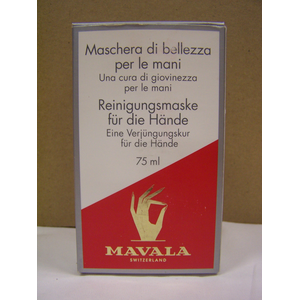 Maschera di bellezza
per le mani
Una cura di giovinezza
per le mani
Reinigungsmaske
für die Hände
Eine Verjüngungskur
für die Hände
75 ml
MAVALA
SWITZERLAND